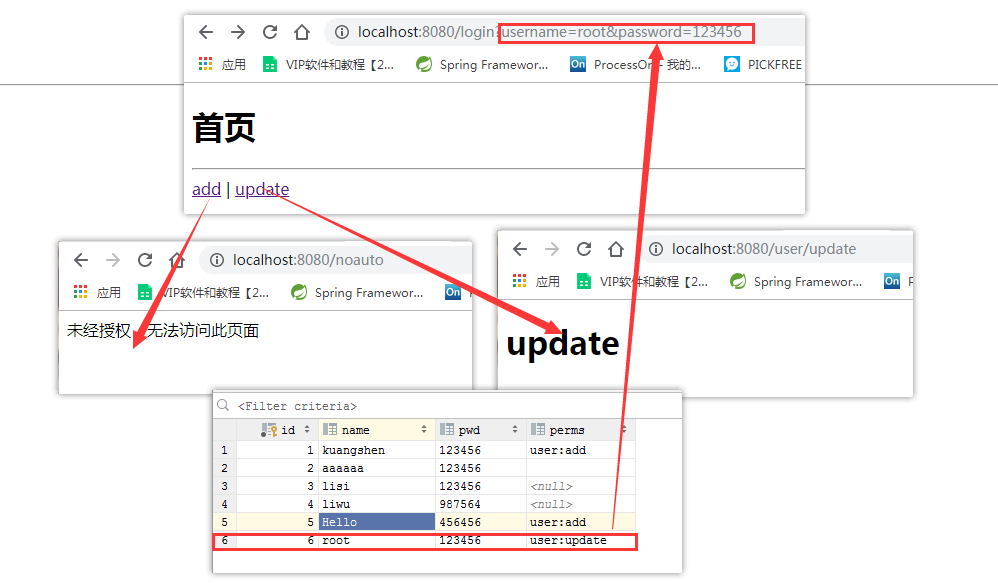 localhost:8080/login?username=root&password=123456
应用 VIP软件和教程【2... Spring Framewor... On ProcessOn - 我的... PICKFREE
首页
add | update
localhost:8080/noauto
应用 VIP软件和教程【2... Spring Framewor... On
未经授权 无法访问此页面
localhost:8080/user/update
应用 VIP软件和教程【2... Spring Framewor... On P
update
<Filter criteria>
id name pwd perms
1 1 kuangshen 123456 user:add
2 2 aaaaaa 123456
3 3 lisi 123456 <null>
4 4 liwu 987564 <null>
5 5 Hello 456456 user:add
6 6 root 123456 user:update